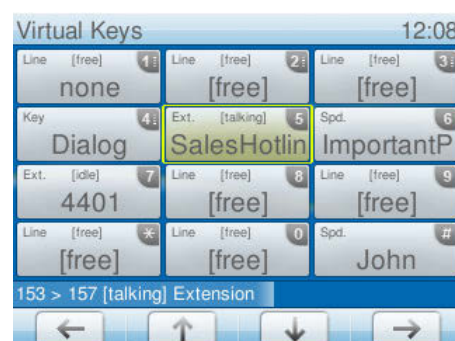 Virtual Keys 12:08
Line [free] 1 Line [free] 2 Line [free] 3
none [free] [free]
Key 4 Ext. [talking] 5 Spd. 6
Dialog SalesHotlin ImportantP
Ext. [idle] 7 Line [free] 8 Line [free] 9
4401 [free] [free]
Line [free] * Line [free] 0 Spd. #
[free] [free] John
153 > 157 [talking] Extension